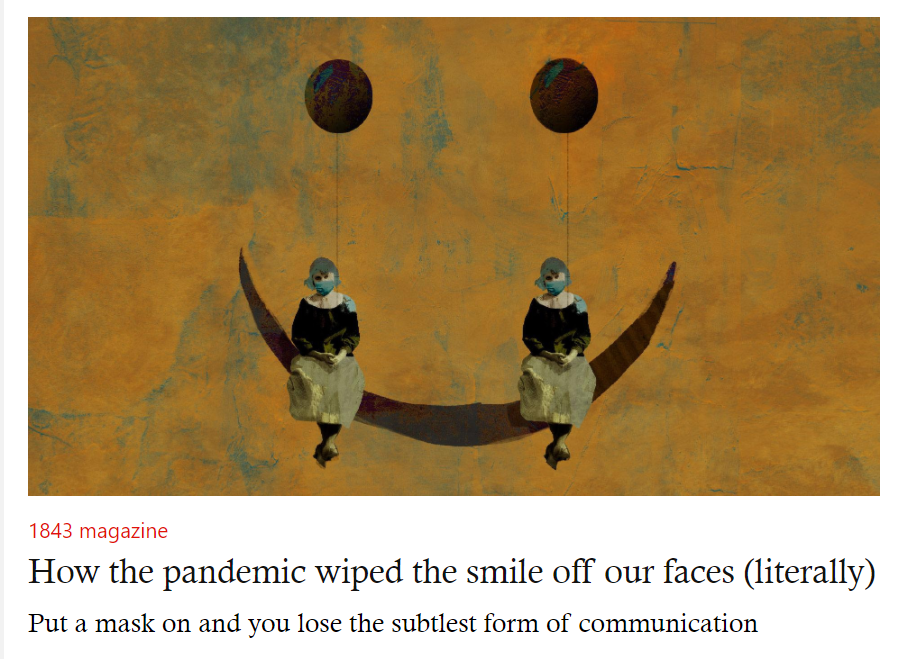 1843 magazine
How the pandemic wiped the smile off our faces (literally)
Put a mask on and you lose the subtlest form of communication